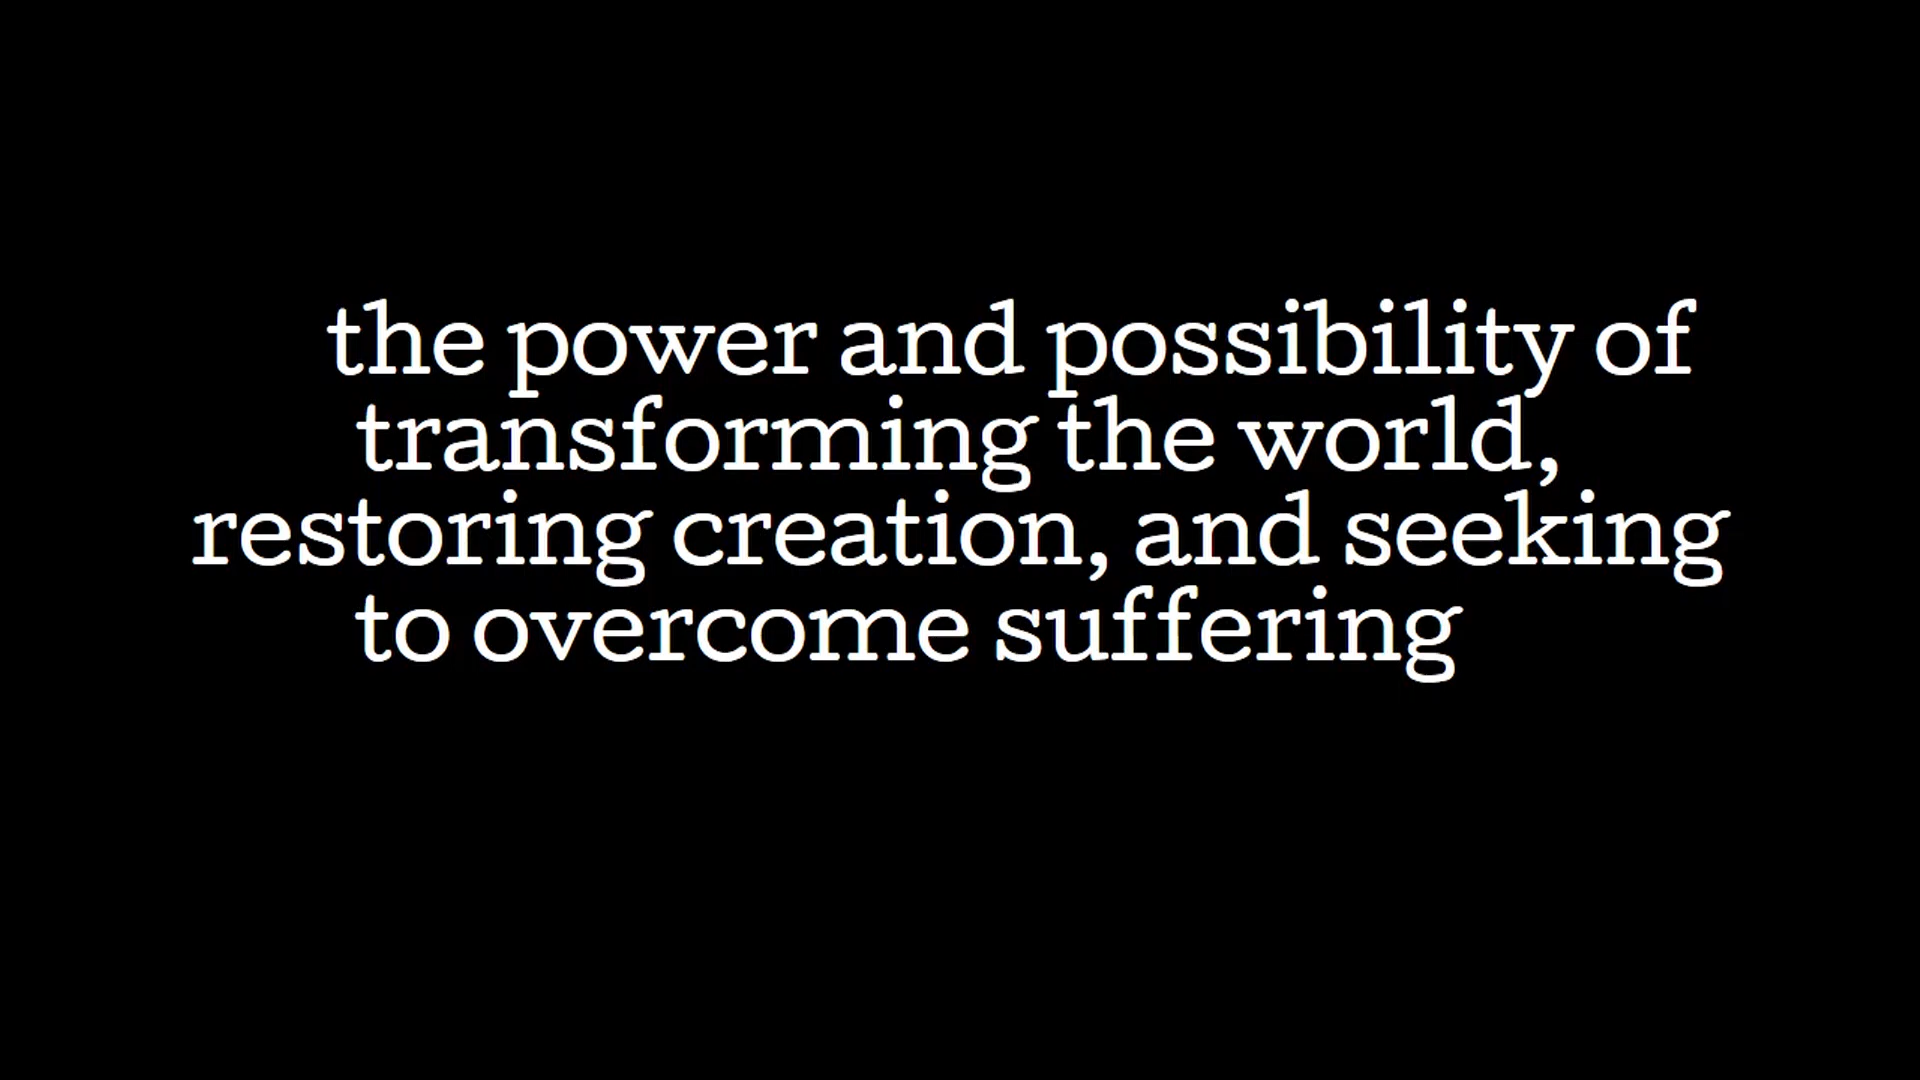 the power and possibility of
transforming the world,
restoring creation, and seeking
to overcome suffering